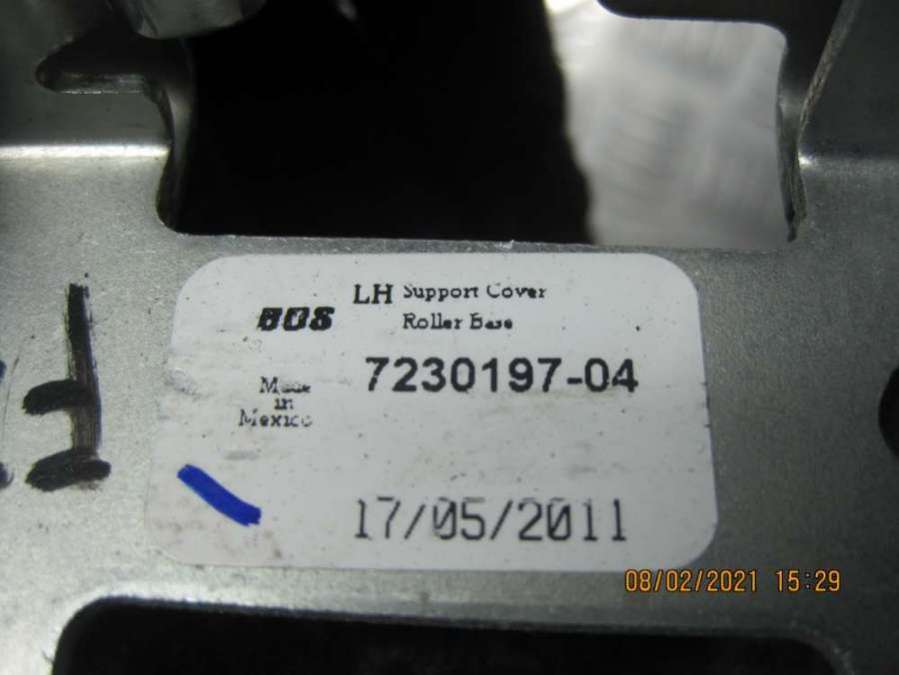 LH Support Cover
Roller Base
BOS
7230197-04
Made
in
Mexico
17/05/2011
08/02/2021 15:29